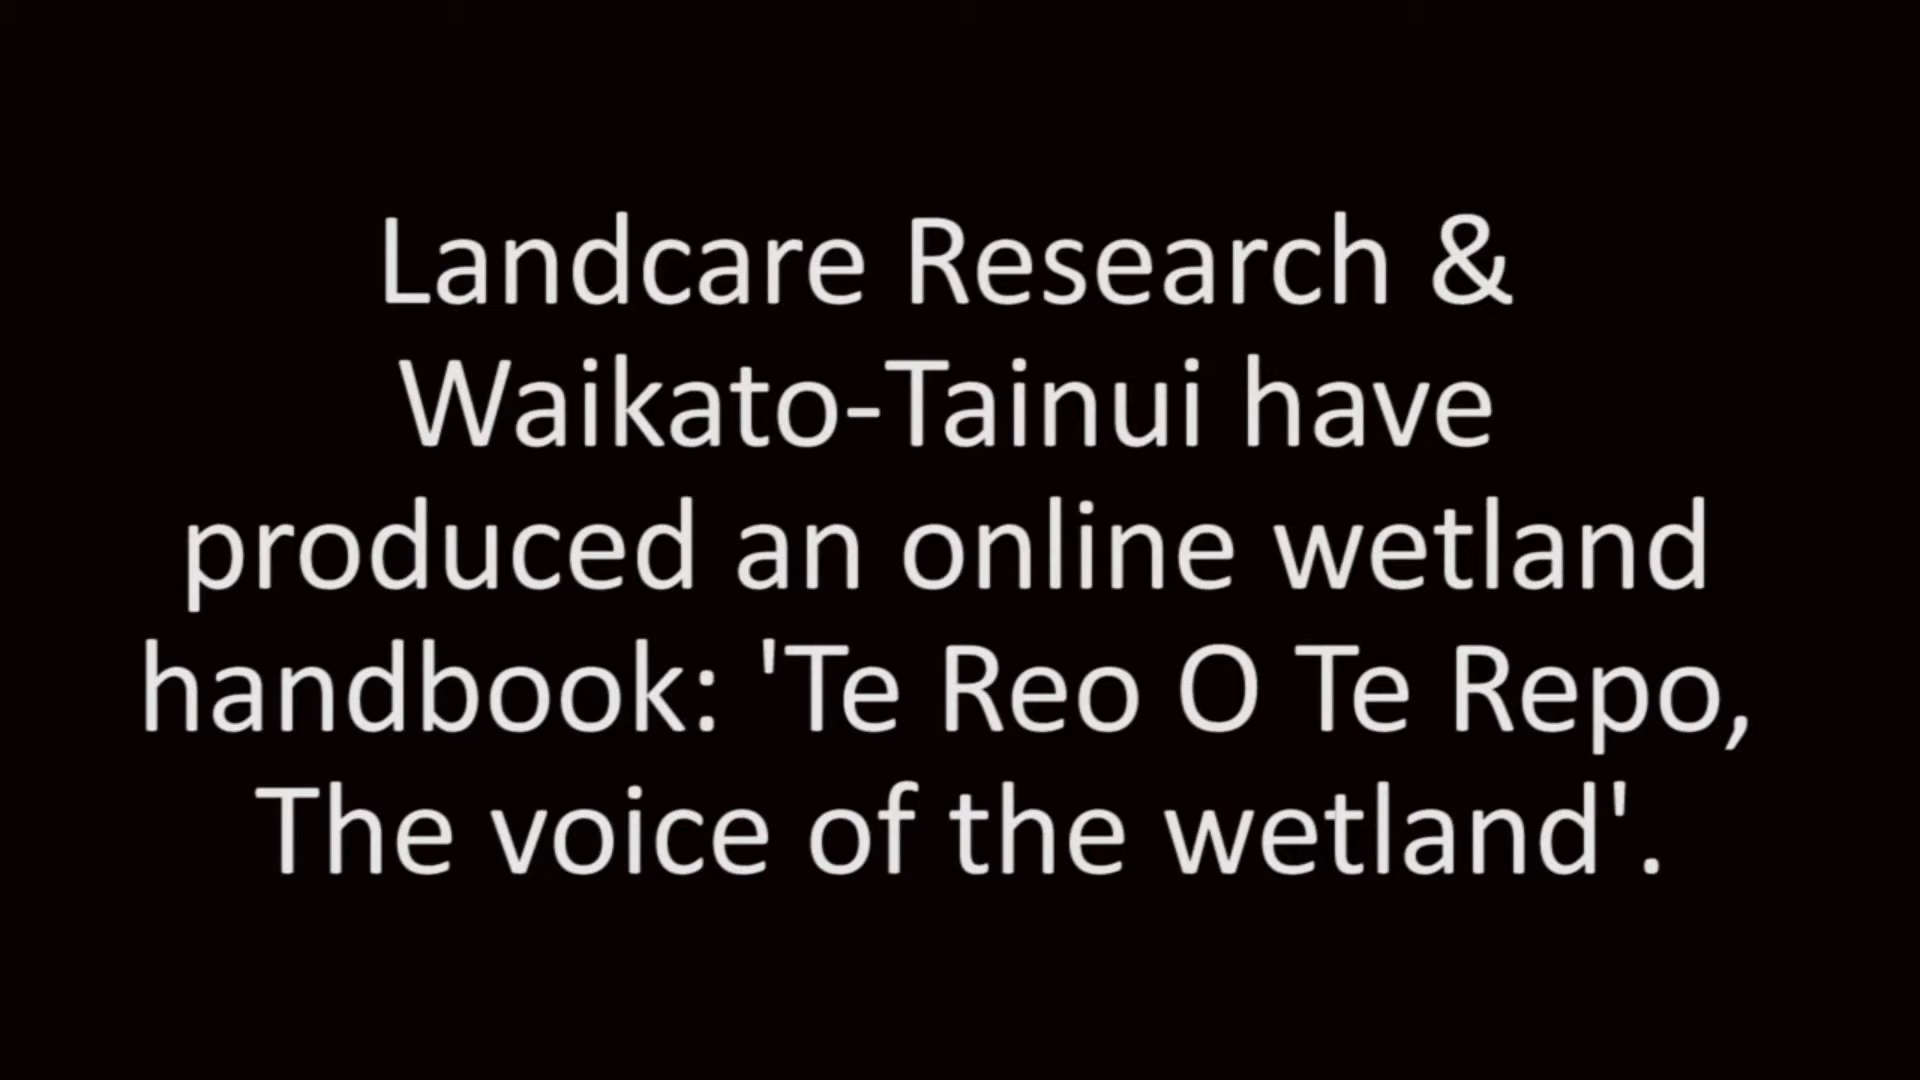 Landcare Research &
Waikato-Tainui have
produced an online wetland
handbook: 'Te Reo O Te Repo,
The voice of the wetland'.